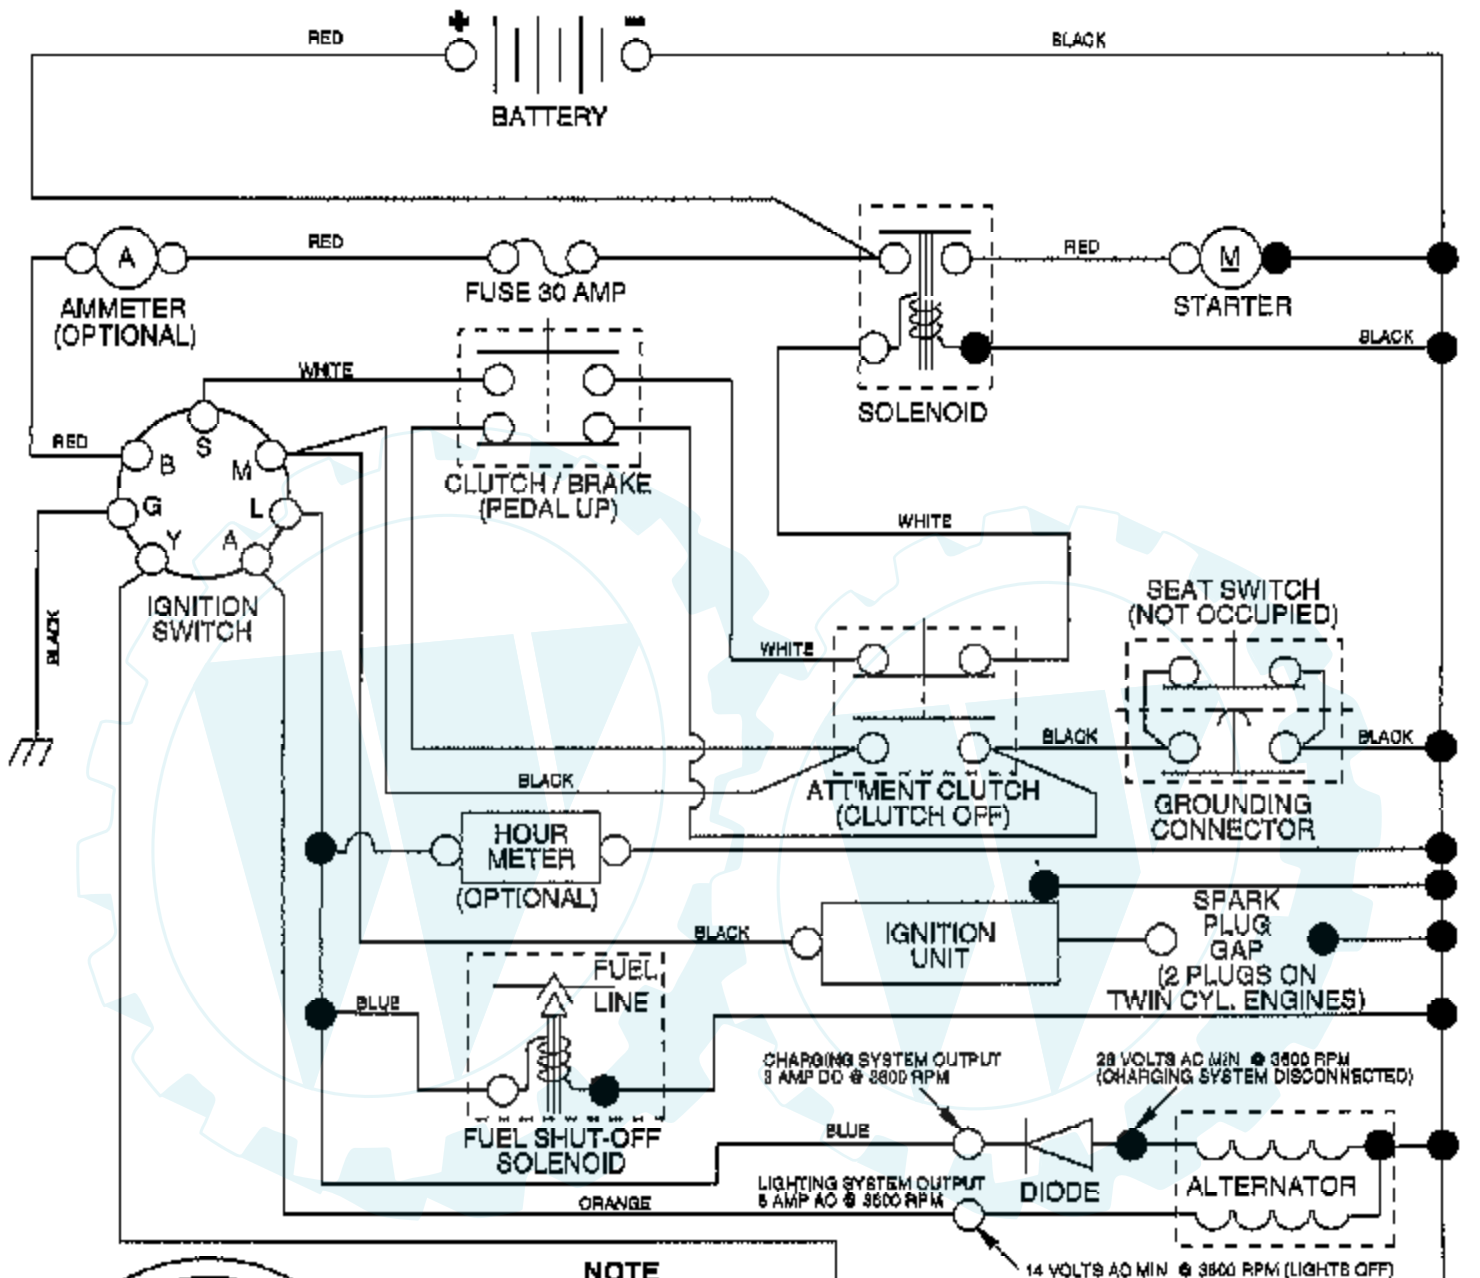 RED
BLACK
BATTERY
A
RED
FUSE 30 AMP
AMMETER
(OPTIONAL)
RED
M
STARTER
BLACK
SOLENOID
WHITE
RED
S
B
M
G
L
Y
A
IGNITION
SWITCH
BLACK
CLUTCH / BRAKE
(PEDAL UP)
WHITE
SEAT SWITCH
(NOT OCCUPIED)
WHITE
BLACK
BLACK
BLACK
ATT'MENT CLUTCH
(CLUTCH OFF)
GROUNDING
CONNECTOR
HOUR
METER
(OPTIONAL)
BLACK
IGNITION
UNIT
SPARK
PLUG
GAP
(2 PLUGS ON
TWIN CYL. ENGINES)
FUEL
LINE
BLUE
FUEL SHUT-OFF
SOLENOID
CHARGING SYSTEM OUTPUT
3 AMP DC @ 3600 RPM
28 VOLTS AC MIN @ 3600 RPM
(CHARGING SYSTEM DISCONNECTED)
BLUE
DIODE
ALTERNATOR
LIGHTING SYSTEM OUTPUT
5 AMP AC @ 3600 RPM
ORANGE
14 VOLTS AC MIN @ 3600 RPM (LIGHTS OFF)
NOTE